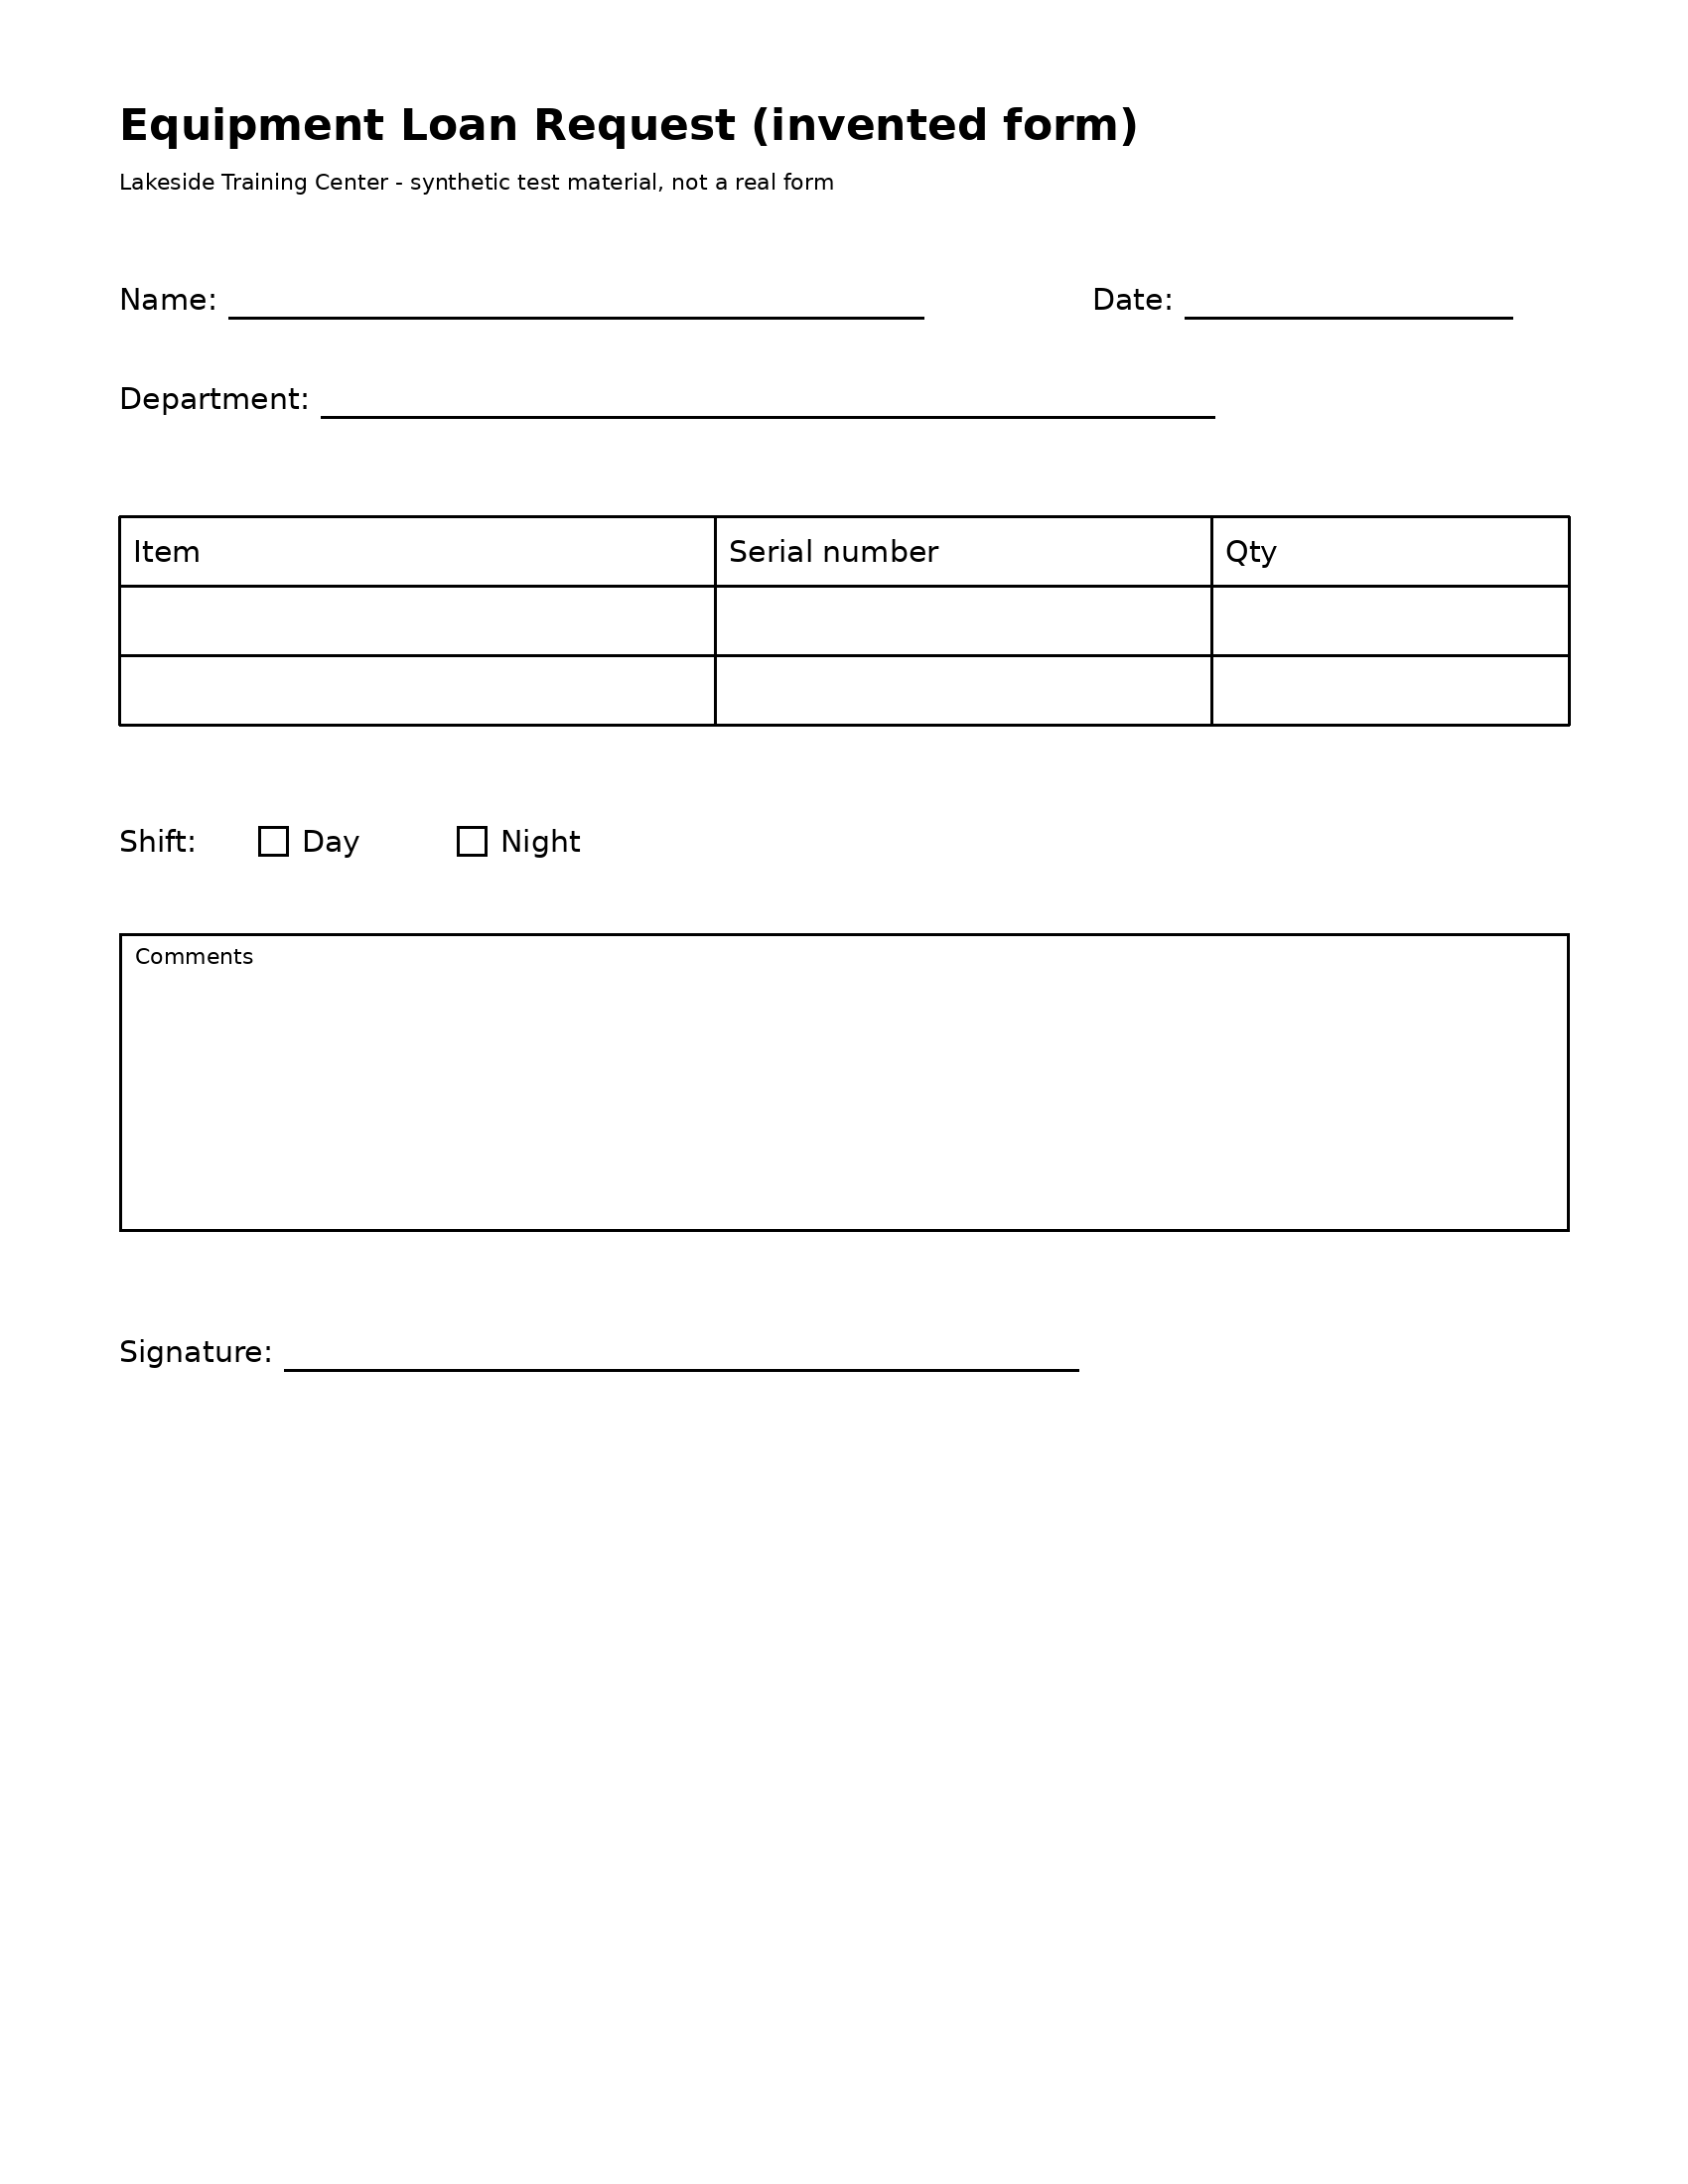 Equipment Loan Request (invented form)
Lakeside Training Center - synthetic test material, not a real form
Name: Date:
Department:
Item Serial number Qty
Shift: Day Night
Comments
Signature: